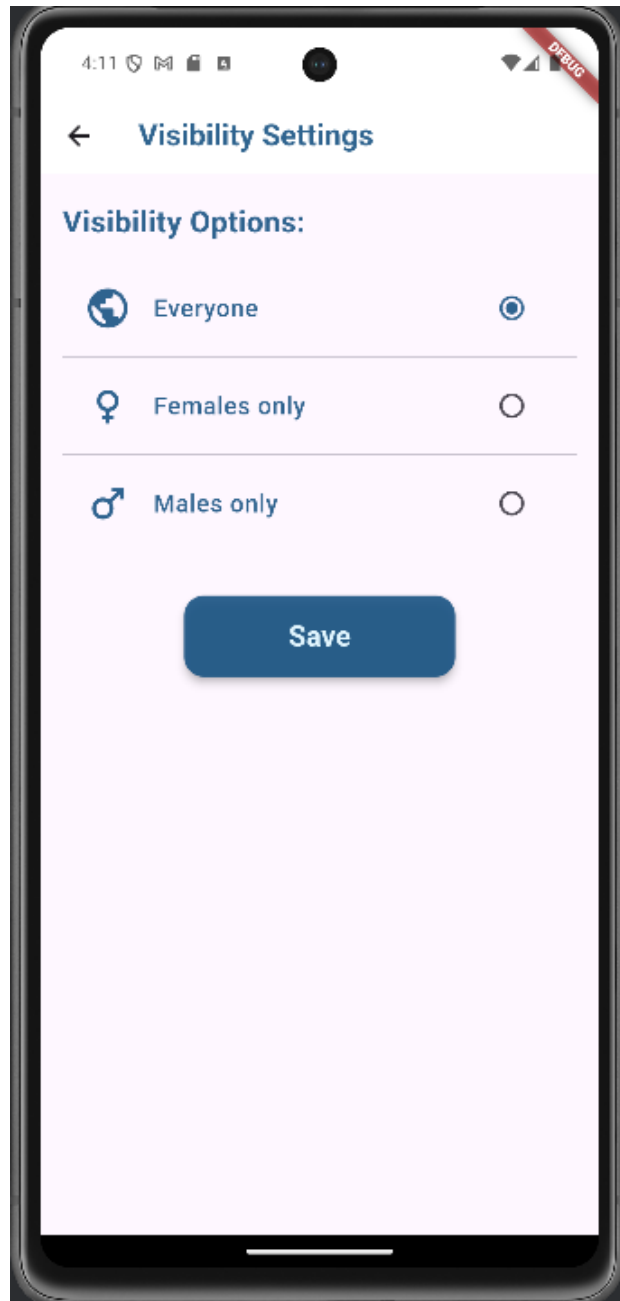 4:11
DEBUG
Visibility Settings
Visibility Options:
Everyone
Females only
Males only
Save